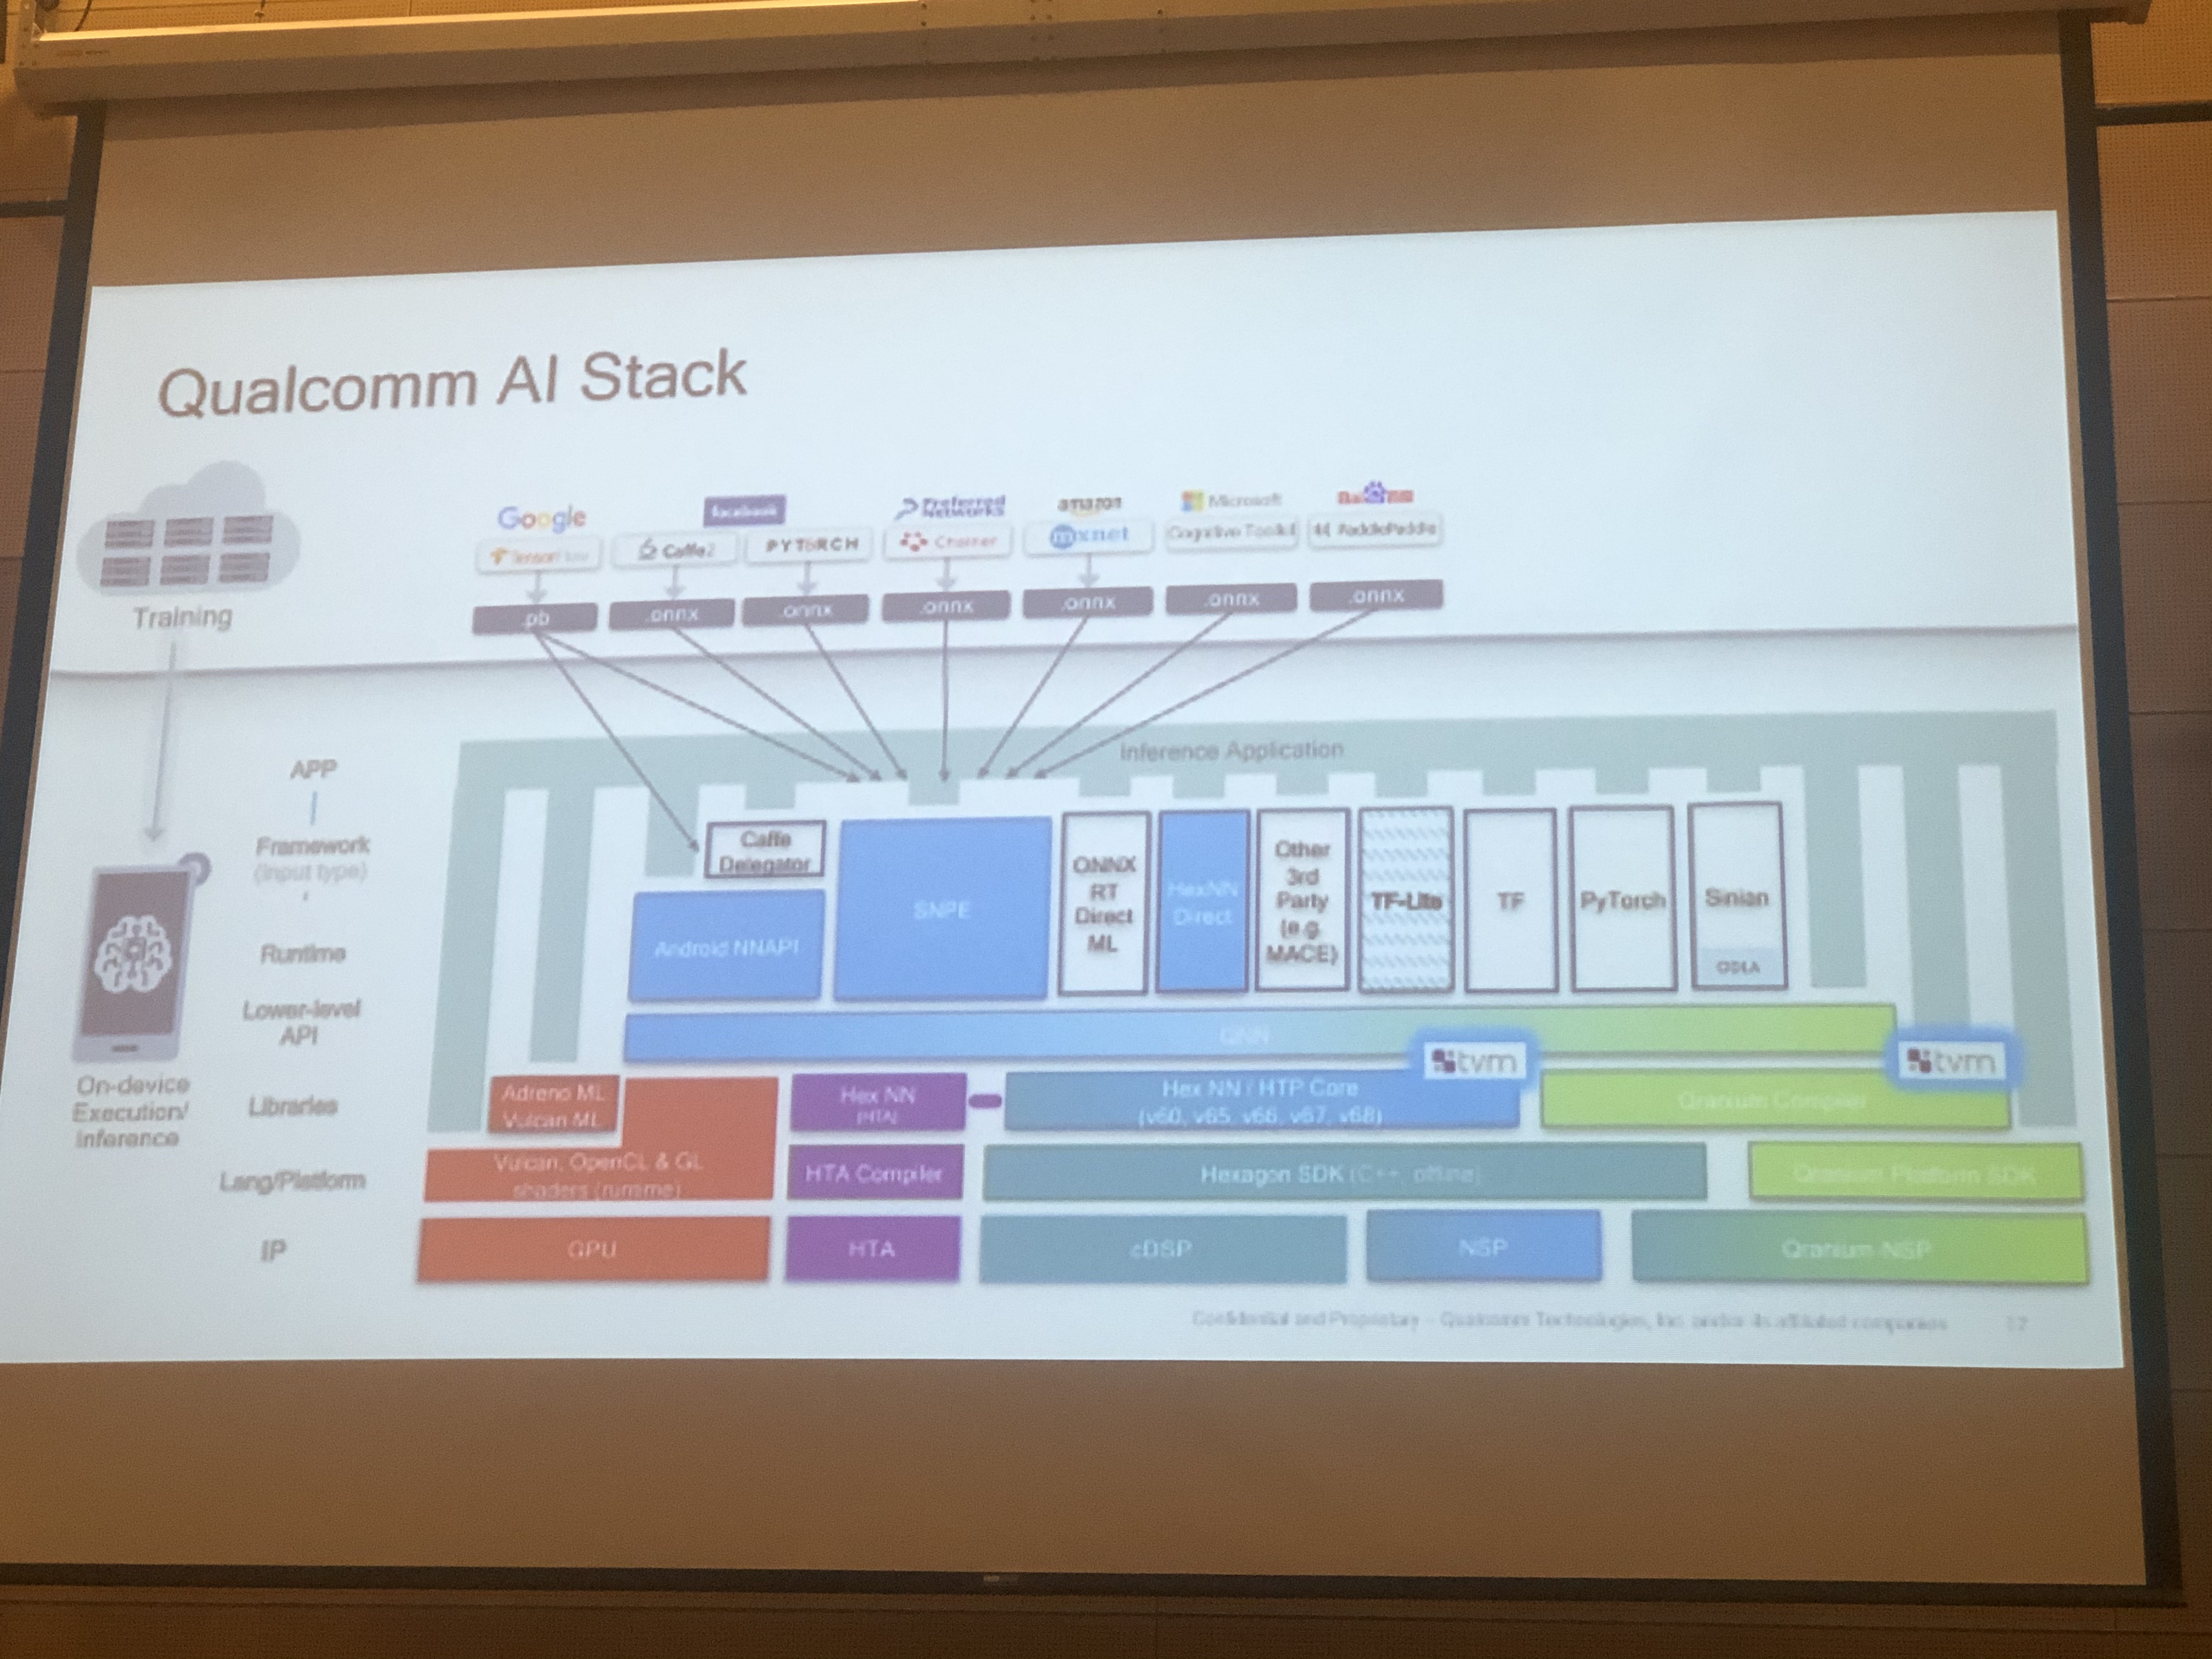 Qualcomm AI Stack
Google
facebook
Preferred Networks
amazon
Microsoft
Baidu
TensorFlow
Caffe2
PYTORCH
Chainer
mxnet
Cognitive Toolkit
PaddlePaddle
.pb
.onnx
.onnx
.onnx
.onnx
.onnx
.onnx
Training
On-device
Execution/
Inference
Inference Application
APP
Framework
(input type)
Runtime
Lower-level
API
Libraries
Lang/Platform
IP
Caffe
Delegator
Android NNAPI
SNPE
ONNX
RT
Direct
ML
HexNN
Direct
Other
3rd
Party
(e.g.
MACE)
TF-Lite
TF
PyTorch
Sinian
ODLA
QNN
tvm
tvm
Adreno ML
Vulcan ML
Hex NN
(HTA)
Hex NN / HTP Core
(v60, v65, v66, v67, v68)
Qranium Compiler
Vulcan, OpenCL & GL
shaders (runtime)
HTA Compiler
Hexagon SDK (C++, offline)
Qranium Platform SDK
GPU
HTA
cDSP
NSP
Qranium-NSP
Confidential and Proprietary – Qualcomm Technologies, Inc. and/or its affiliated companies